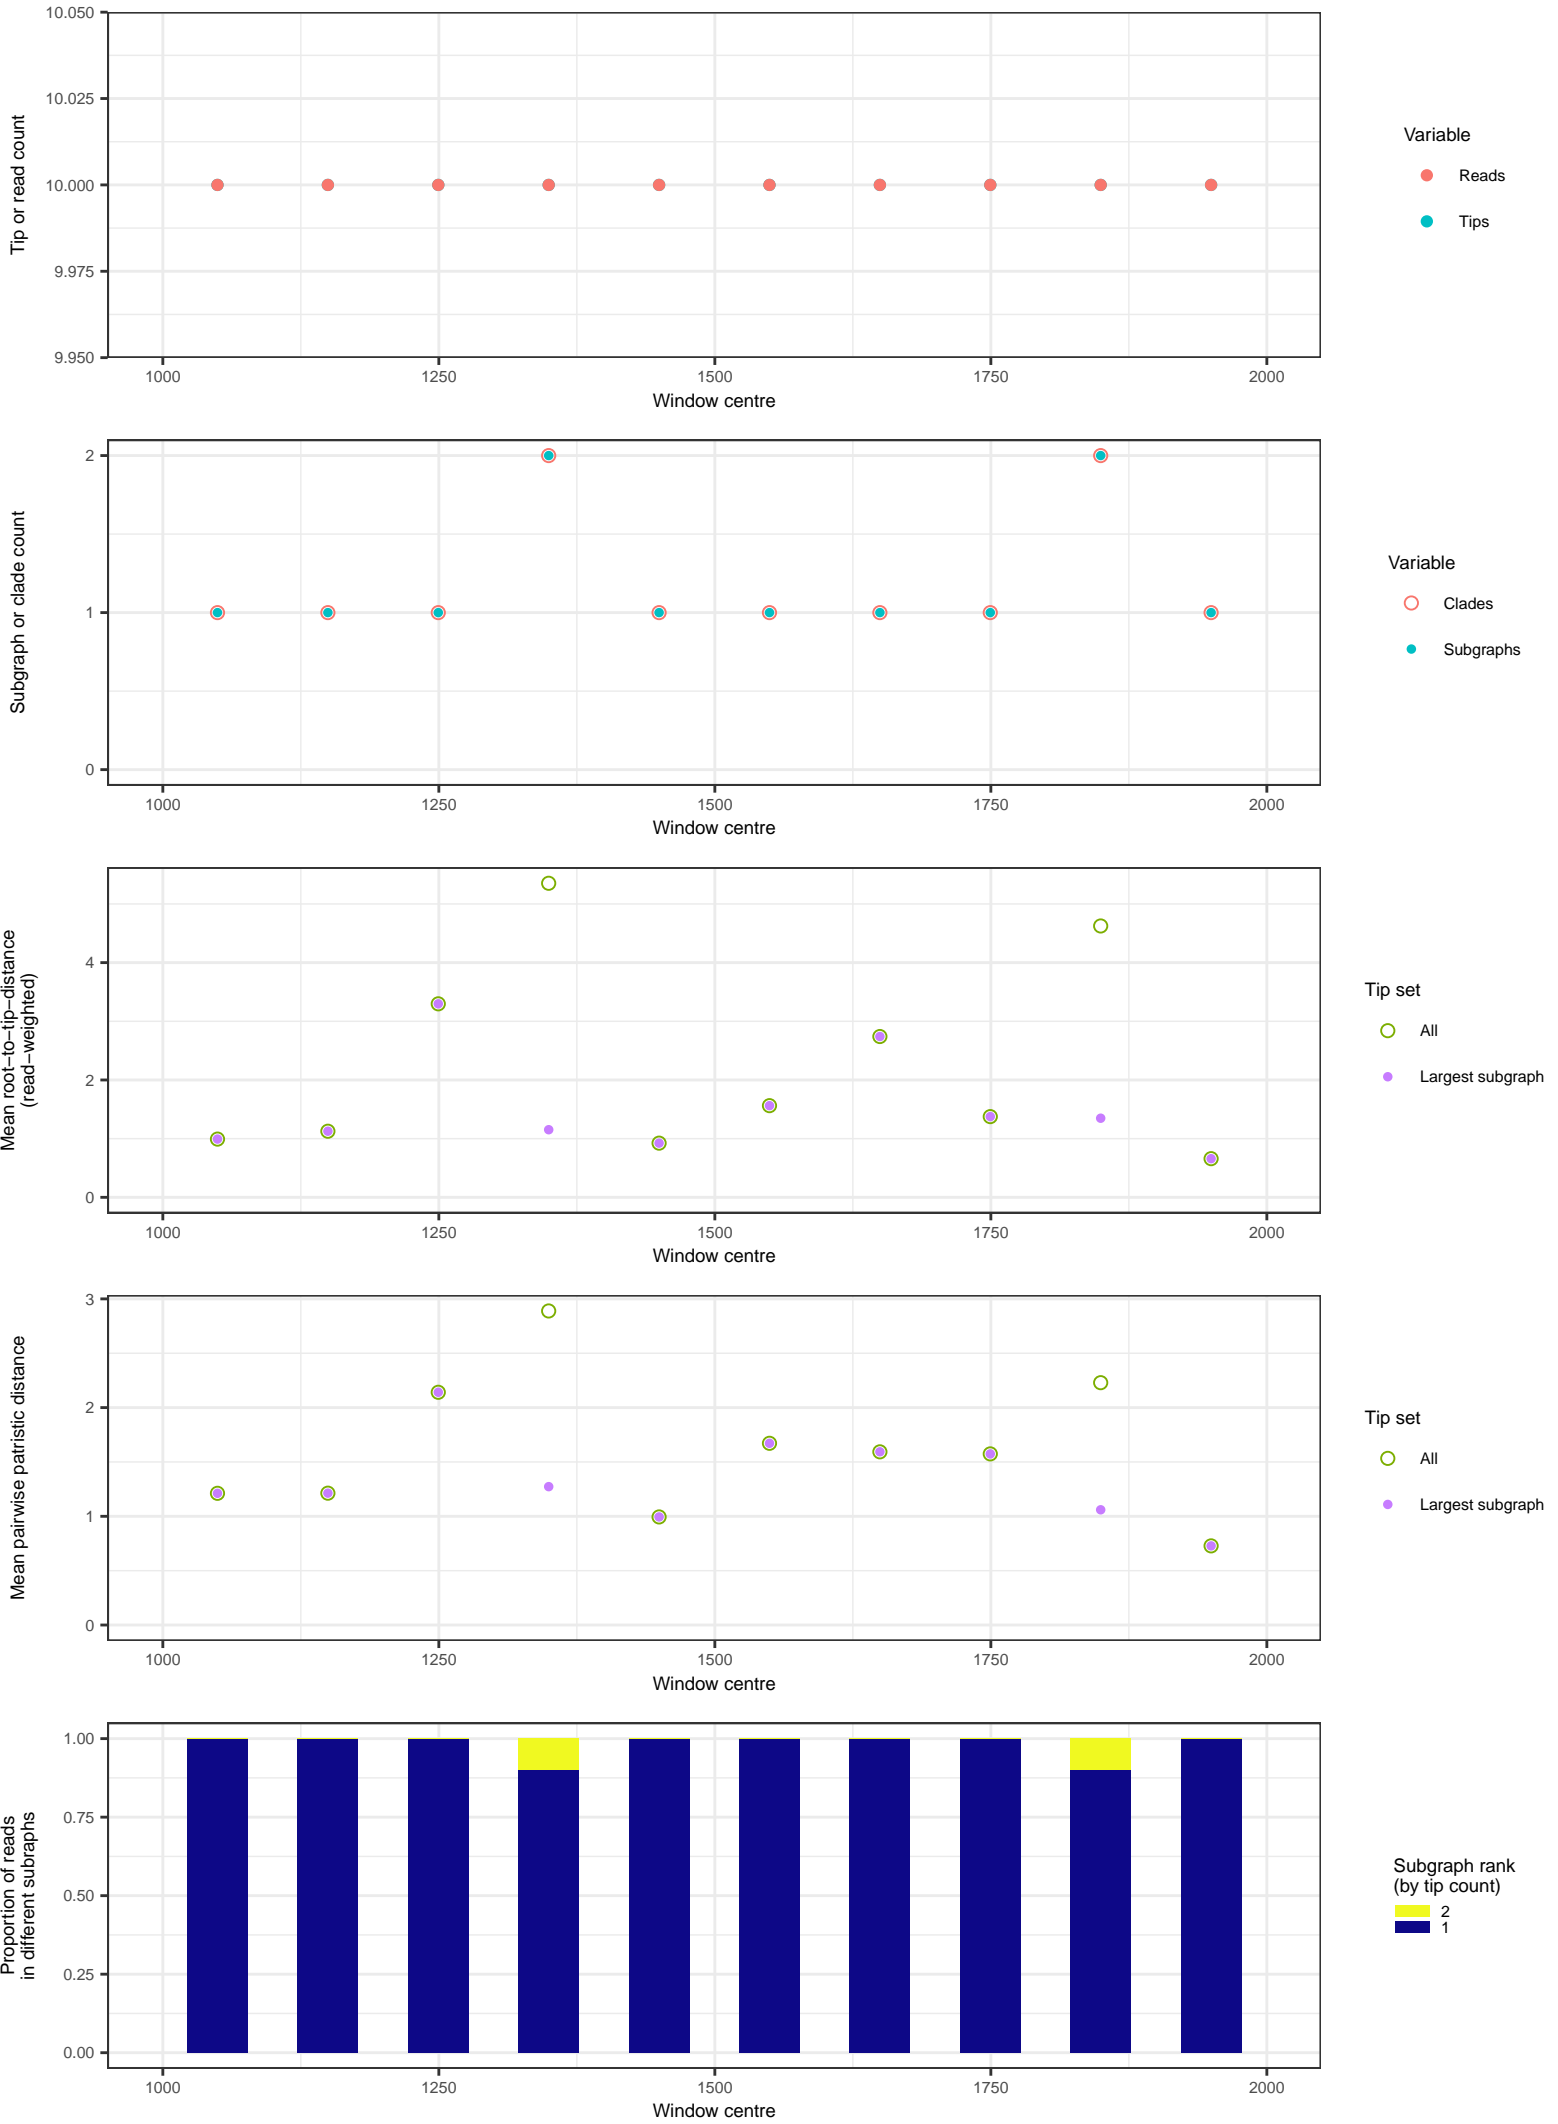 10.050
10.025
10.000
9.975
9.950
Tip or read count
1000
1250
1500
1750
2000
Window centre
Variable
Reads
Tips
2
1
0
Subgraph or clade count
1000
1250
1500
1750
2000
Window centre
Variable
Clades
Subgraphs
4
2
0
Mean root−to−tip−distance
(read−weighted)
1000
1250
1500
1750
2000
Window centre
Tip set
All
Largest subgraph
3
2
1
0
Mean pairwise patristic distance
1000
1250
1500
1750
2000
Window centre
Tip set
All
Largest subgraph
1.00
0.75
0.50
0.25
0.00
Proportion of reads
in different subraphs
1000
1250
1500
1750
2000
Window centre
Subgraph rank
(by tip count)
2
1